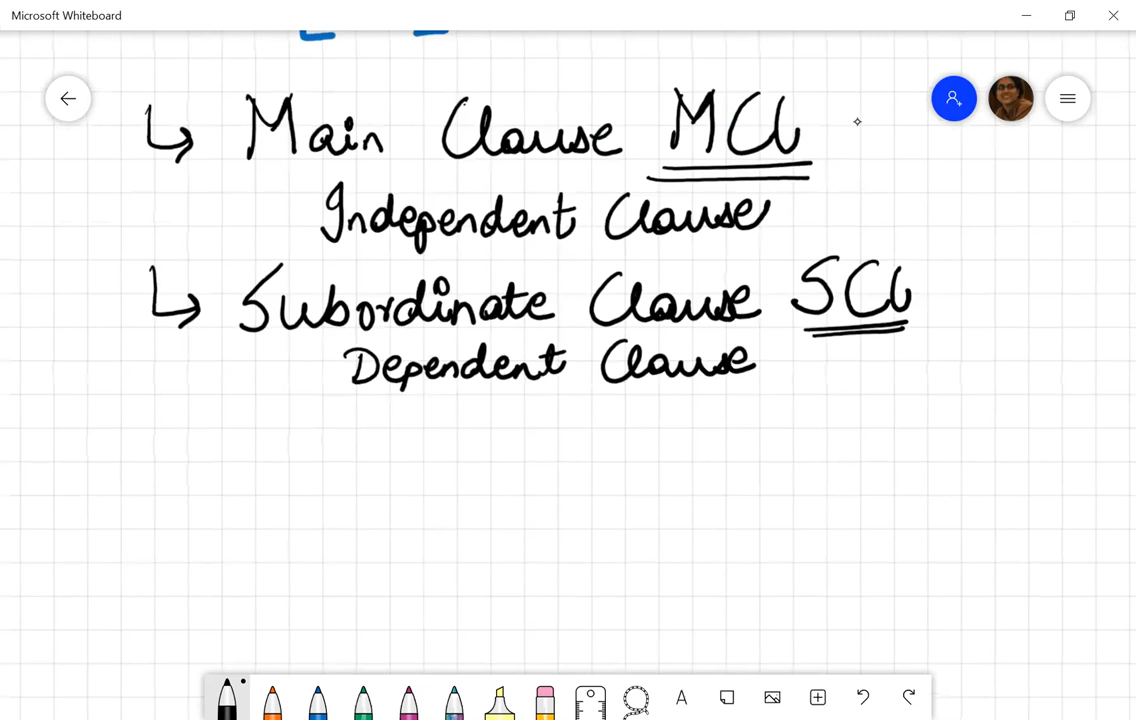 Microsoft Whiteboard
↳ Main Clause MCl
Independent Clause
↳ Subordinate Clause SCl
Dependent Clause
A